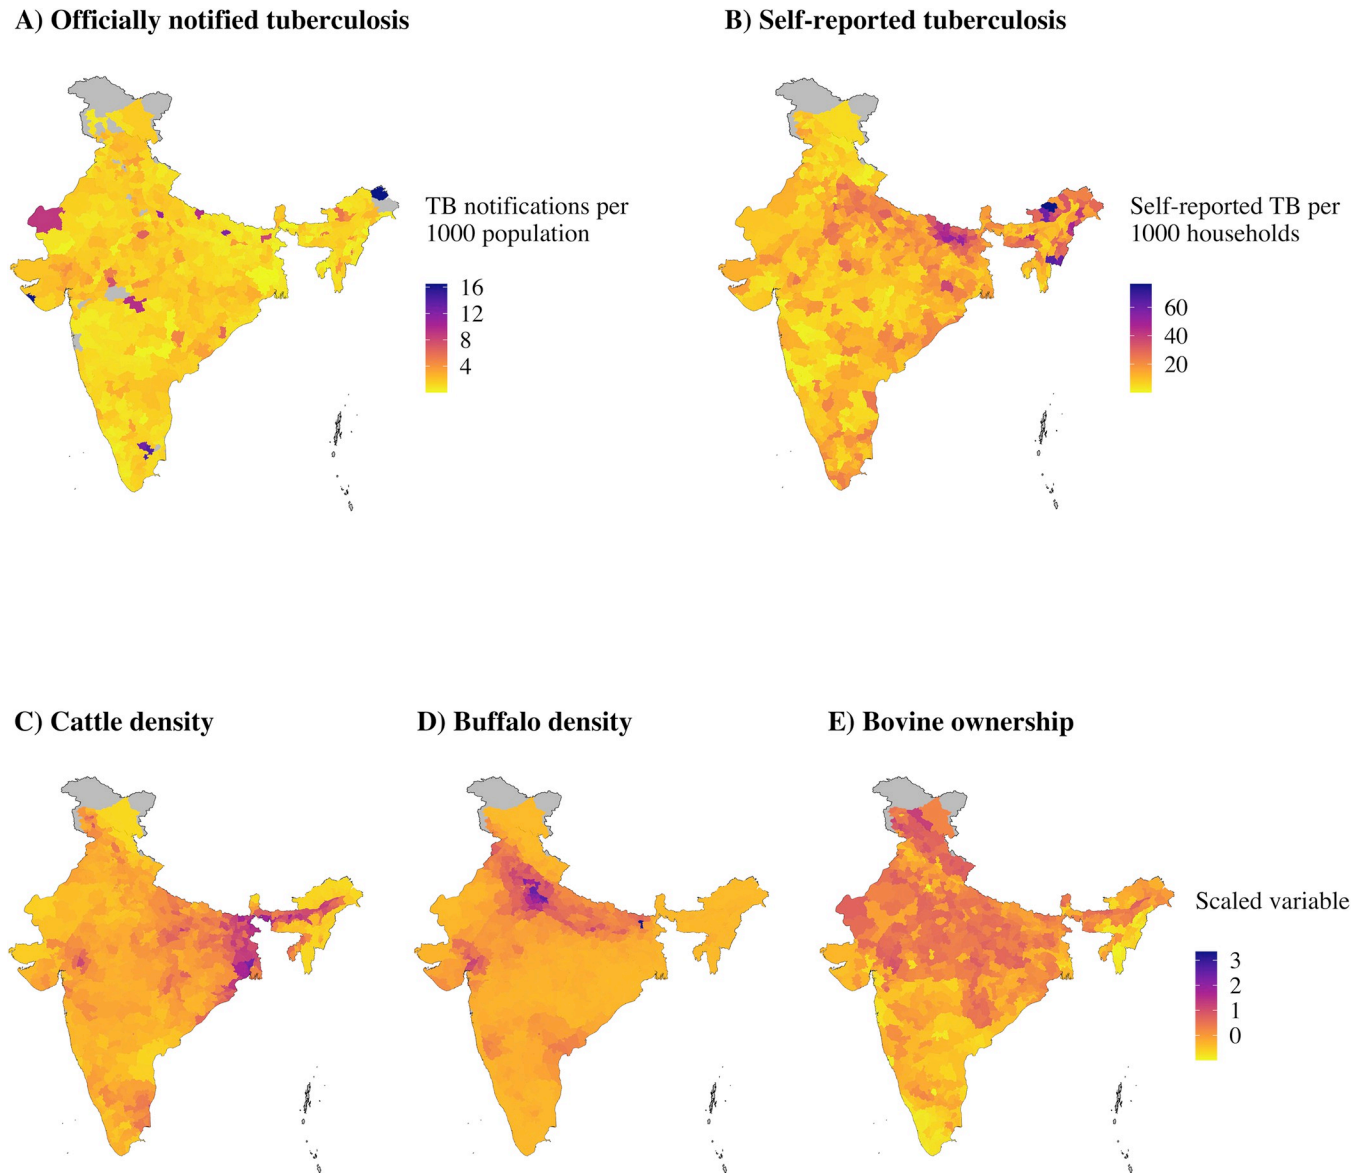 A) Officially notified tuberculosis
B) Self-reported tuberculosis
TB notifications per
1000 population
16
12
8
4
Self-reported TB per
1000 households
60
40
20
C) Cattle density
D) Buffalo density
E) Bovine ownership
Scaled variable
3
2
1
0